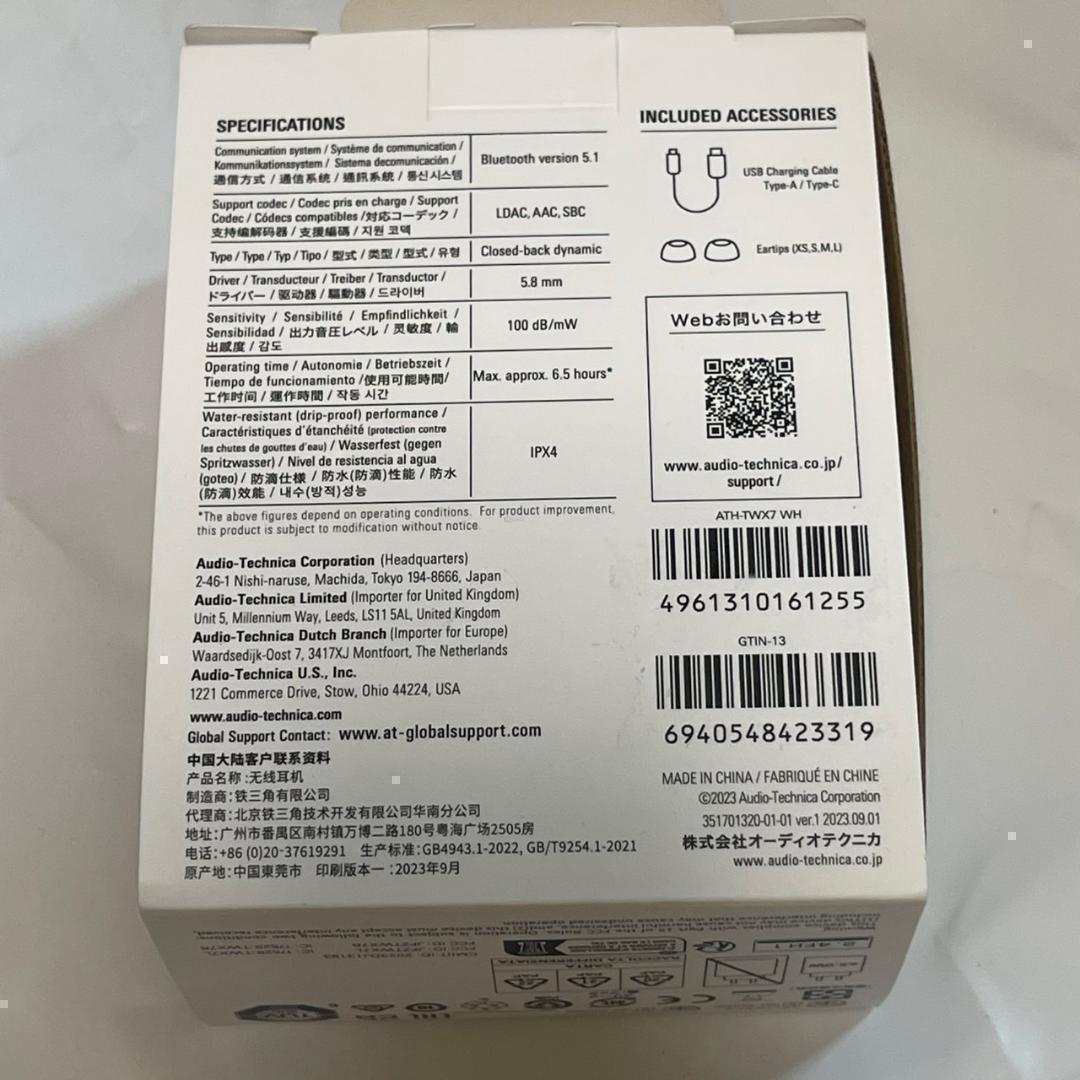 SPECIFICATIONS
Communication system / Système de communication /
Kommunikationssystem / Sistema decomunicación /
通信方式 / 通信系统 / 通訊系統 / 통신 시스템
Bluetooth version 5.1
Support codec / Codec pris en charge / Support
Codec / Códecs compatibles /対応コーデック /
支持编解码器 / 支援編碼 / 지원 코덱
LDAC, AAC, SBC
Type / Type / Typ / Tipo / 型式 / 类型 / 型式 / 유형
Closed-back dynamic
Driver / Transducteur / Treiber / Transductor /
ドライバー / 驱动器 / 驅動器 / 드라이버
5.8 mm
Sensitivity / Sensibilité / Empfindlichkeit /
Sensibilidad / 出力音圧レベル / 灵敏度 / 輸
出感度 / 감도
100 dB/mW
Operating time / Autonomie / Betriebszeit /
Tiempo de funcionamiento /使用可能時間/
工作时间 / 運作時間 / 작동 시간
Max. approx. 6.5 hours*
Water-resistant (drip-proof) performance /
Caractéristiques d'étanchéité (protection contre
les chutes de gouttes d'eau) / Wasserfest (gegen
Spritzwasser) / Nivel de resistencia al agua
(goteo) / 防滴仕様 / 防水(防滴)性能 / 防水
(防滴)效能 / 내수(방적)성능
IPX4
*The above figures depend on operating conditions. For product improvement,
this product is subject to modification without notice.
Audio-Technica Corporation (Headquarters)
2-46-1 Nishi-naruse, Machida, Tokyo 194-8666, Japan
Audio-Technica Limited (Importer for United Kingdom)
Unit 5, Millennium Way, Leeds, LS11 5AL, United Kingdom
Audio-Technica Dutch Branch (Importer for Europe)
Waardsedijk-Oost 7, 3417XJ Montfoort, The Netherlands
Audio-Technica U.S., Inc.
1221 Commerce Drive, Stow, Ohio 44224, USA
www.audio-technica.com
Global Support Contact: www.at-globalsupport.com
中国大陆客户联系资料
产品名称 :无线耳机
制造商:铁三角有限公司
代理商:北京铁三角技术开发有限公司华南分公司
地址:广州市番禺区南村镇万博二路180号粤海广场2505房
电话:+86 (0)20-37619291 生产标准:GB4943.1-2022, GB/T9254.1-2021
原产地:中国東莞市 印刷版本一 :2023年9月
INCLUDED ACCESSORIES
USB Charging Cable
Type-A / Type-C
Eartips (XS,S,M,L)
Webお問い合わせ
www.audio-technica.co.jp/
support/
ATH-TWX7 WH
4961310161255
GTIN-13
6940548423319
MADE IN CHINA / FABRIQUÉ EN CHINE
©2023 Audio-Technica Corporation
351701320-01-01 ver.1 2023.09.01
株式会社オーディオテクニカ
www.audio-technica.co.jp
RACCOLTA DIFFERENZIATA
CARTA
2.4FH1